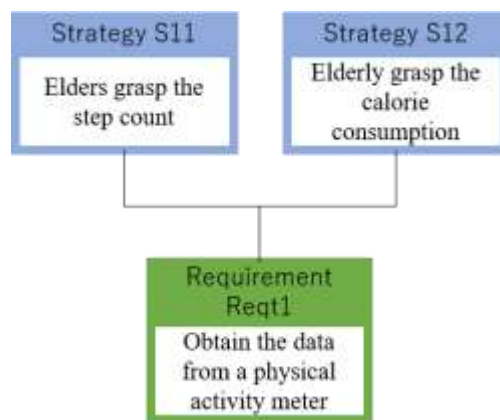 Strategy S11
Elders grasp the
step count
Strategy S12
Elderly grasp the
calorie
consumption
Requirement
Reqt1
Obtain the data
from a physical
activity meter